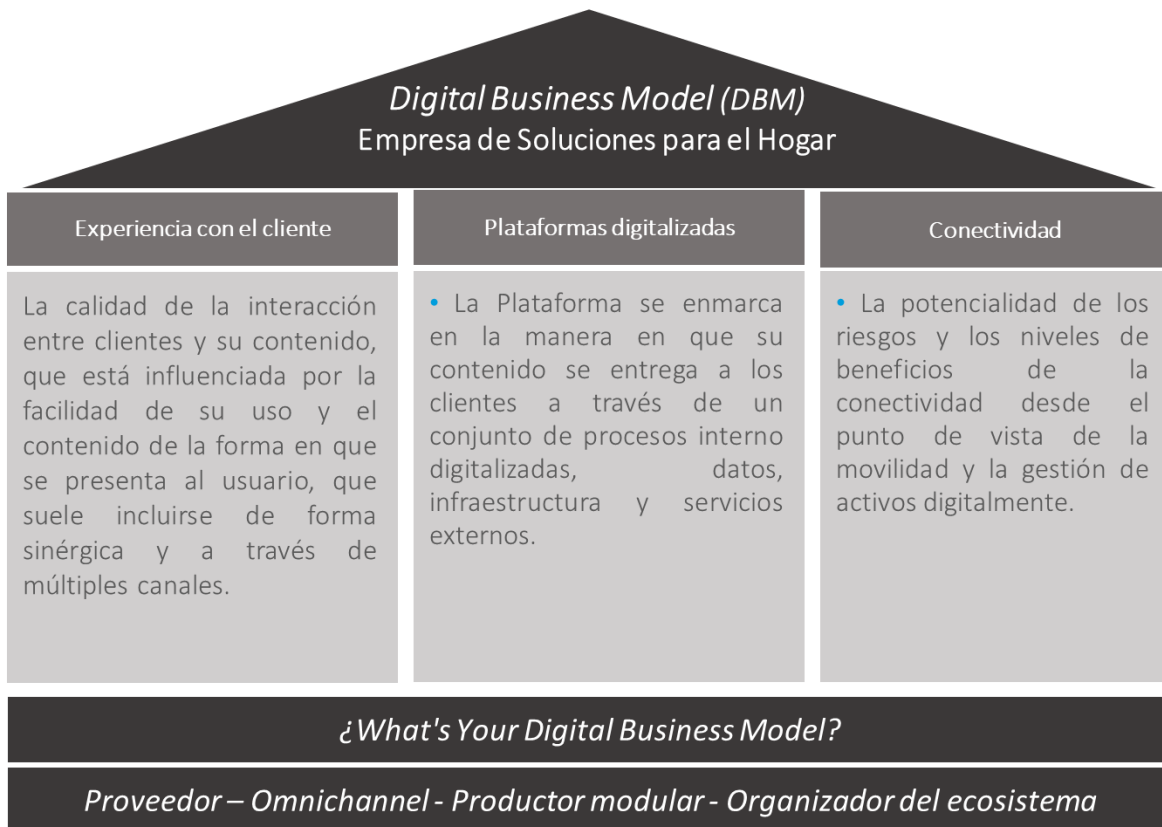 Digital Business Model (DBM)
Empresa de Soluciones para el Hogar
Experiencia con el cliente
La calidad de la interacción
entre clientes y su contenido,
que está influenciada por la
facilidad de su uso y el
contenido de la forma en que
se presenta al usuario, que
suele incluirse de forma
sinérgica y a través de
múltiples canales.
Plataformas digitalizadas
• La Plataforma se enmarca
en la manera en que su
contenido se entrega a los
clientes a través de un
conjunto de procesos interno
digitalizadas, datos,
infraestructura y servicios
externos.
Conectividad
• La potencialidad de los
riesgos y los niveles de
beneficios de la
conectividad desde el
punto de vista de la
movilidad y la gestión de
activos digitalmente.
¿What's Your Digital Business Model?
Proveedor – Omnichannel - Productor modular - Organizador del ecosistema